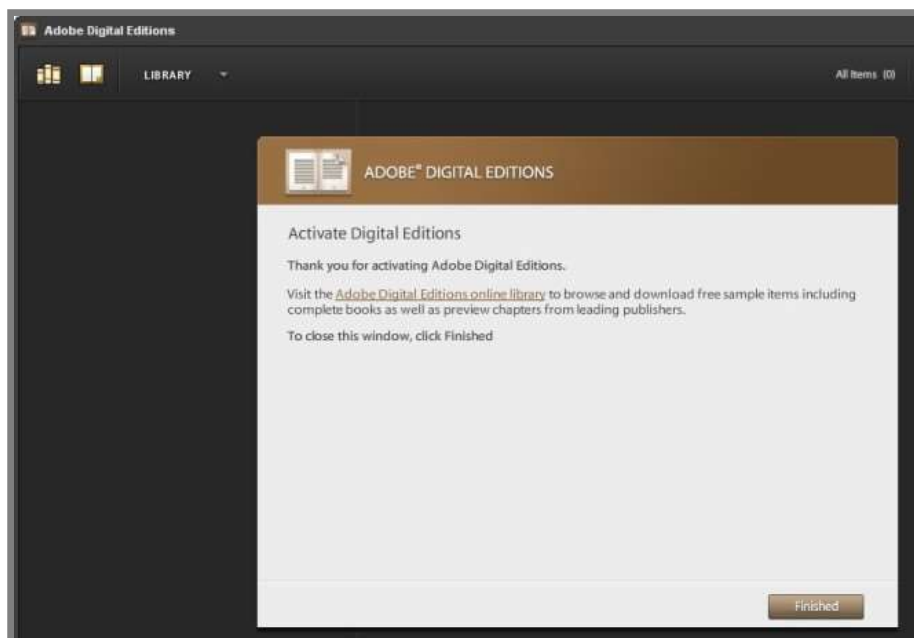 Adobe Digital Editions
LIBRARY
All Items (0)
ADOBE® DIGITAL EDITIONS
Activate Digital Editions
Thank you for activating Adobe Digital Editions.
Visit the Adobe Digital Editions online library to browse and download free sample items including
complete books as well as preview chapters from leading publishers.
To close this window, click Finished
Finished